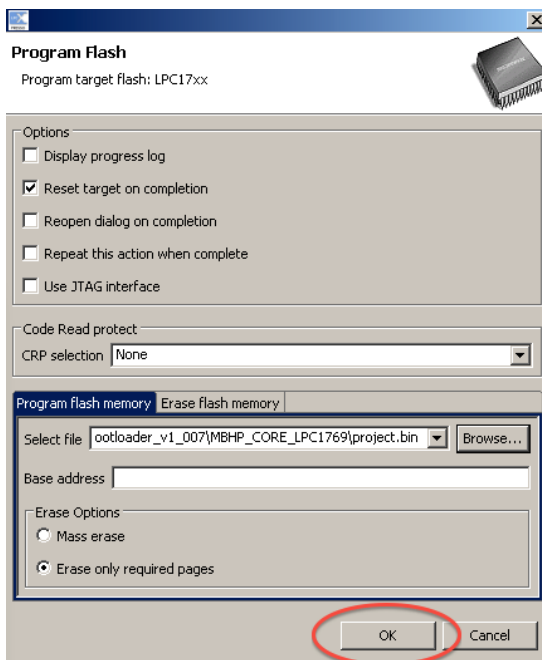 Program Flash
Program target flash: LPC17xx
Options
Display progress log
Reset target on completion
Reopen dialog on completion
Repeat this action when complete
Use JTAG interface
Code Read protect
CRP selection None
Program flash memory Erase flash memory
Select file ootloader_v1_007\MBHP_CORE_LPC1769\project.bin Browse...
Base address
Erase Options
Mass erase
Erase only required pages
OK Cancel